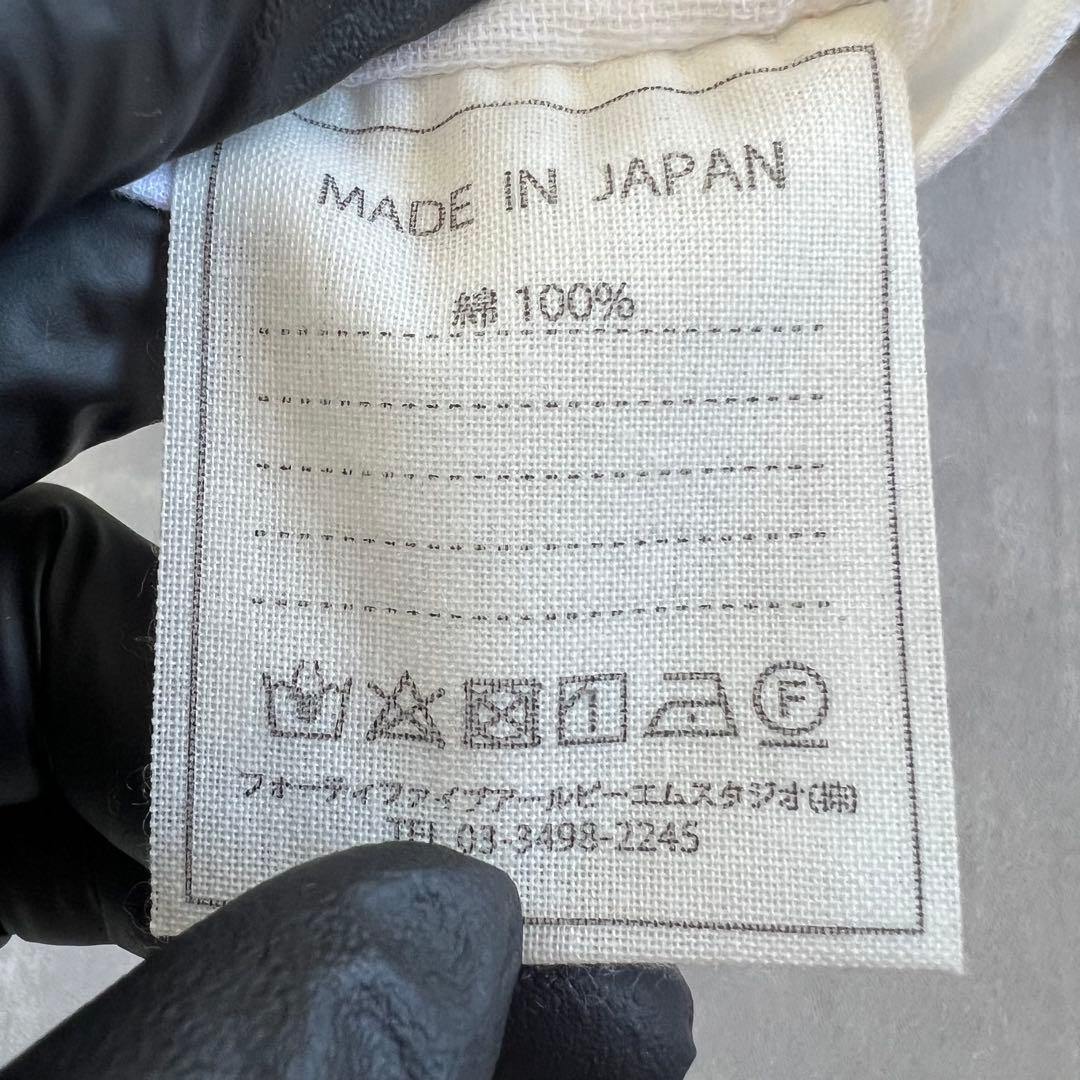 MADE IN JAPAN
綿 100%
F
フォーティファイブアールピーエムスタジオ(株)
TEL 03-3498-2245